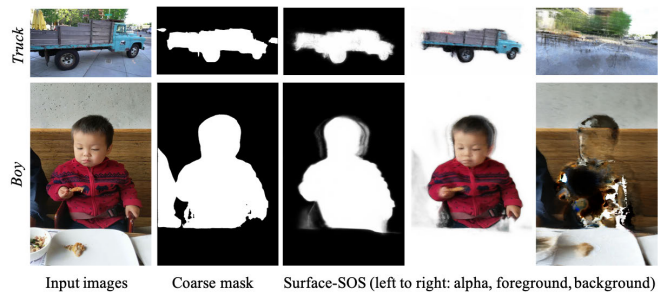 Truck
Boy
Input images
Coarse mask
Surface-SOS (left to right: alpha, foreground, background)